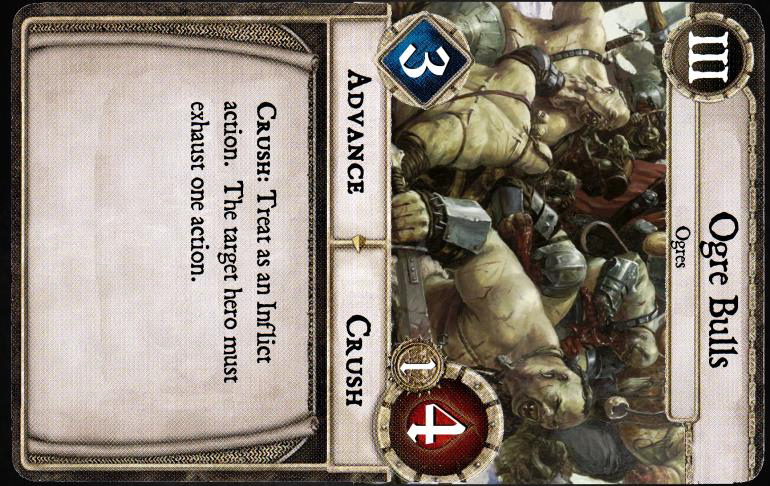 III
Ogre Bulls
Ogres
3
1
4
ADVANCE
CRUSH
CRUSH: Treat as an Inflict
action. The target hero must
exhaust one action.